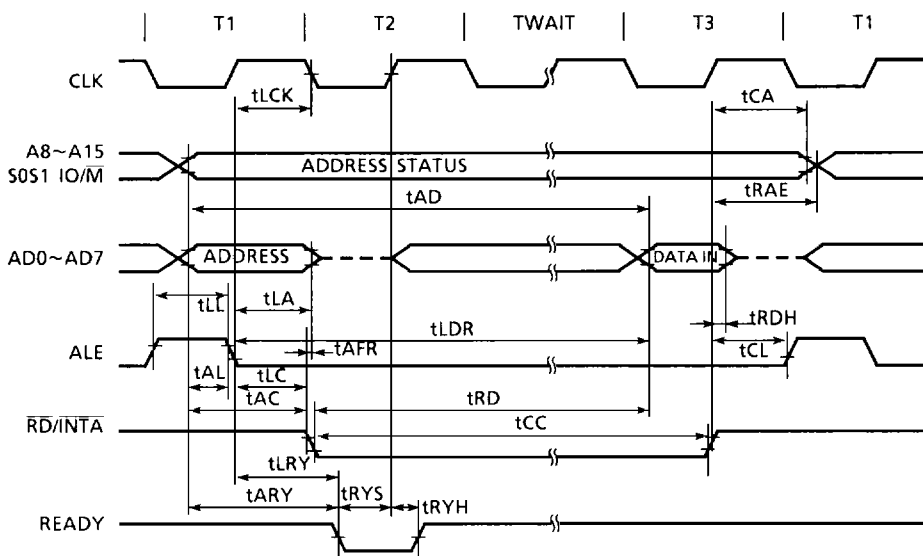 T1 T2 TWAIT T3 T1
CLK
tLCK
tCA
A8~A15
S0S1 IO/M̅
ADDRESS STATUS
tAD
tRAE
AD0~AD7
ADDRESS
DATA IN
tLL
tLA
tRDH
tLDR
ALE
tAFR
tCL
tAL
tLC
tAC
tRD
R̅D̅/I̅N̅T̅A̅
tCC
tLRY
tARY
tRYS
tRYH
READY